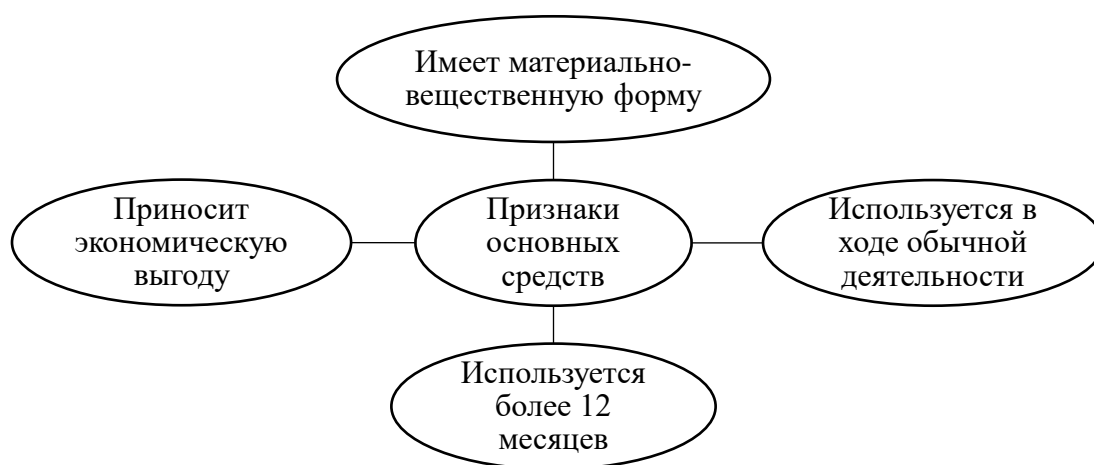 Имеет материально-
вещественную форму
Приносит
экономическую
выгоду
Признаки
основных
средств
Используется в
ходе обычной
деятельности
Используется
более 12
месяцев